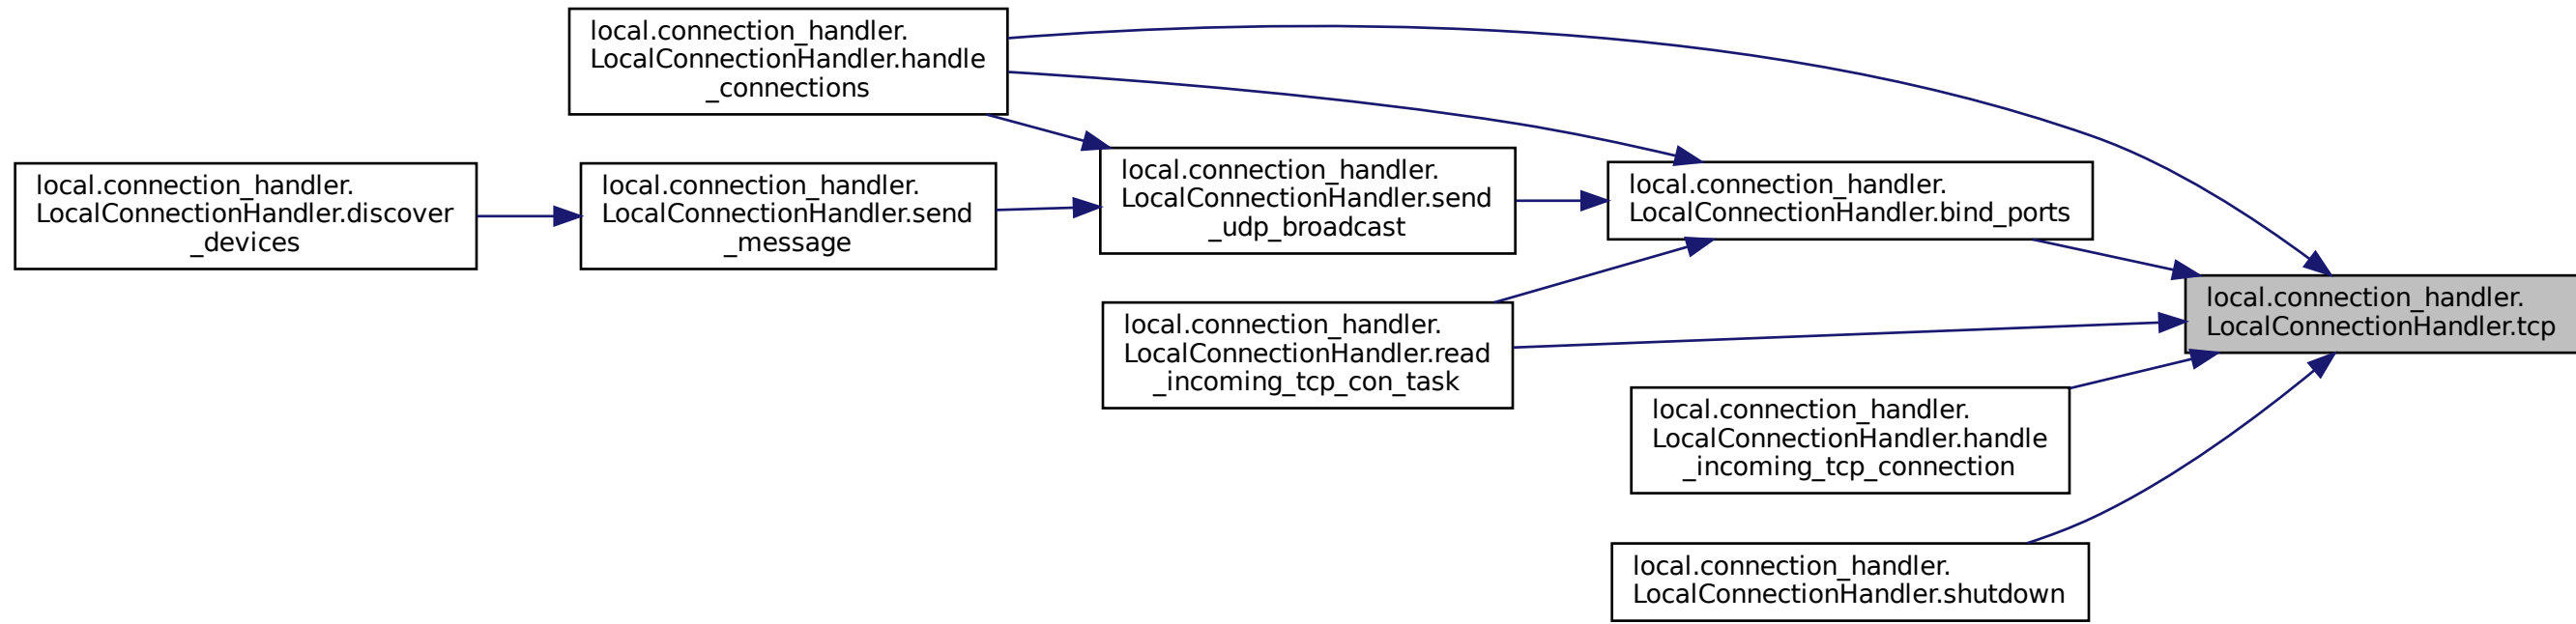 local.connection_handler.
LocalConnectionHandler.handle
_connections
local.connection_handler.
LocalConnectionHandler.discover
_devices
local.connection_handler.
LocalConnectionHandler.send
_message
local.connection_handler.
LocalConnectionHandler.send
_udp_broadcast
local.connection_handler.
LocalConnectionHandler.bind_ports
local.connection_handler.
LocalConnectionHandler.tcp
local.connection_handler.
LocalConnectionHandler.read
_incoming_tcp_con_task
local.connection_handler.
LocalConnectionHandler.handle
_incoming_tcp_connection
local.connection_handler.
LocalConnectionHandler.shutdown